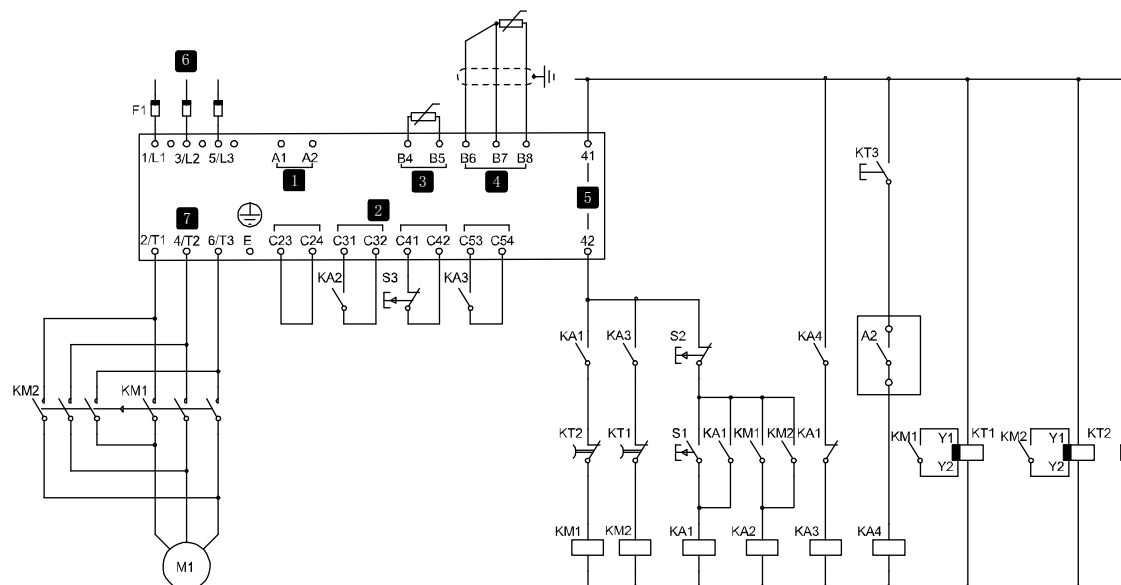 6
F1
1/L1 3/L2 5/L3 A1 A2 B4 B5 B6 B7 B8 41
KT3
1 3 4 5
7 2
2/T1 4/T2 6/T3 E C23 C24 C31 C32 C41 C42 C53 C54 42
KA2 S3 KA3
KA1 KA3 S2 KA4 A2
KM2 KM1
KT2 KT1 S1 KA1 KM1 KM2 KA1 KM1 Y1 KT1 KM2 Y1 KT2
Y2 Y2
KM1 KM2 KA1 KA2 KA3 KA4
M1